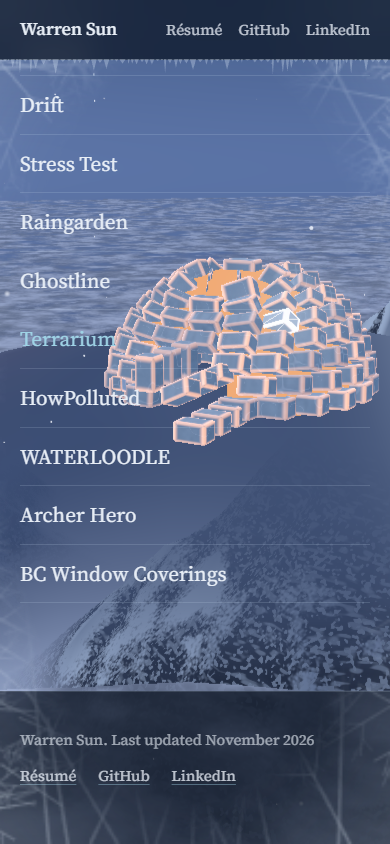 Warren Sun Résumé GitHub LinkedIn
Drift
Stress Test
Raingarden
Ghostline
Terrarium
HowPolluted
WATERLOODLE
Archer Hero
BC Window Coverings
Warren Sun. Last updated November 2026
Résumé GitHub LinkedIn